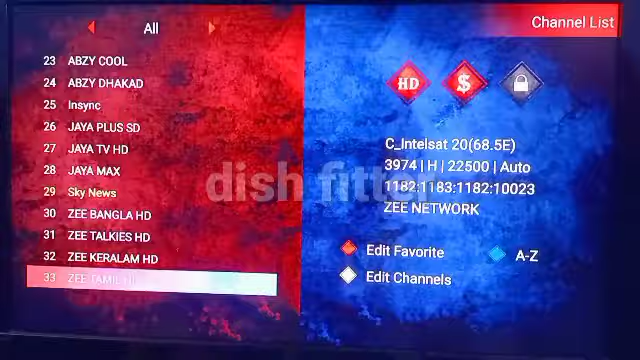 Channel List
All
23 ABZY COOL
24 ABZY DHAKAD
25 Insync
26 JAYA PLUS SD
27 JAYA TV HD
28 JAYA MAX
29 Sky News
30 ZEE BANGLA HD
31 ZEE TALKIES HD
32 ZEE KERALAM HD
33 ZEE TAMIL HD
HD $
C_Intelsat 20(68.5E)
3974 | H | 22500 | Auto
1182:1183:1182:10023
ZEE NETWORK
Edit Favorite
A-Z
Edit Channels
dish